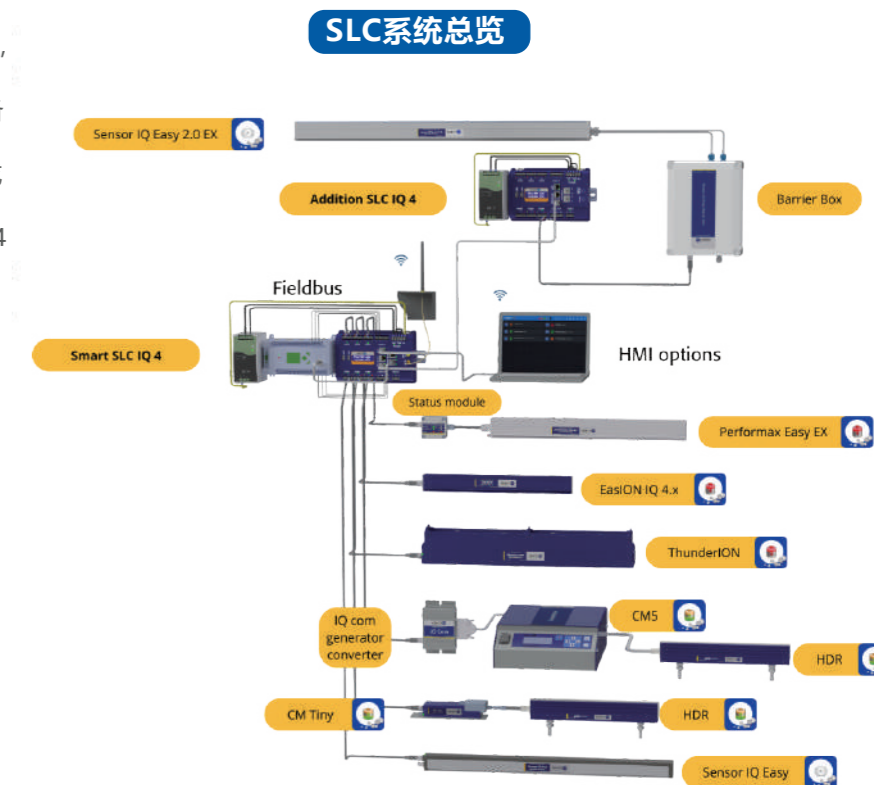 SLC系统总览
Sensor IQ Easy 2.0 EX
Addition SLC IQ 4
Barrier Box
Fieldbus
Smart SLC IQ 4
HMI options
Status module
Performax Easy EX
EasION IQ 4.x
ThunderION
IQ com
generator
converter
CM5
HDR
CM Tiny
HDR
Sensor IQ Easy